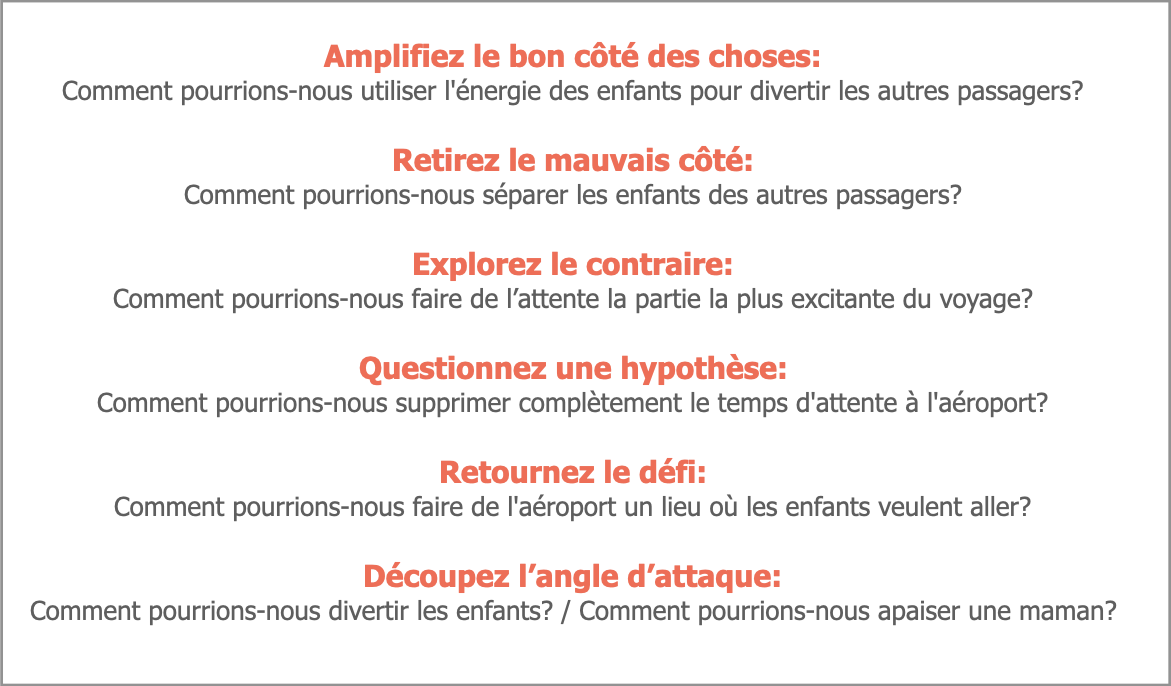 Amplifiez le bon côté des choses:
Comment pourrions-nous utiliser l'énergie des enfants pour divertir les autres passagers?
Retirez le mauvais côté:
Comment pourrions-nous séparer les enfants des autres passagers?
Explorez le contraire:
Comment pourrions-nous faire de l’attente la partie la plus excitante du voyage?
Questionnez une hypothèse:
Comment pourrions-nous supprimer complètement le temps d'attente à l'aéroport?
Retournez le défi:
Comment pourrions-nous faire de l'aéroport un lieu où les enfants veulent aller?
Découpez l’angle d’attaque:
Comment pourrions-nous divertir les enfants? / Comment pourrions-nous apaiser une maman?